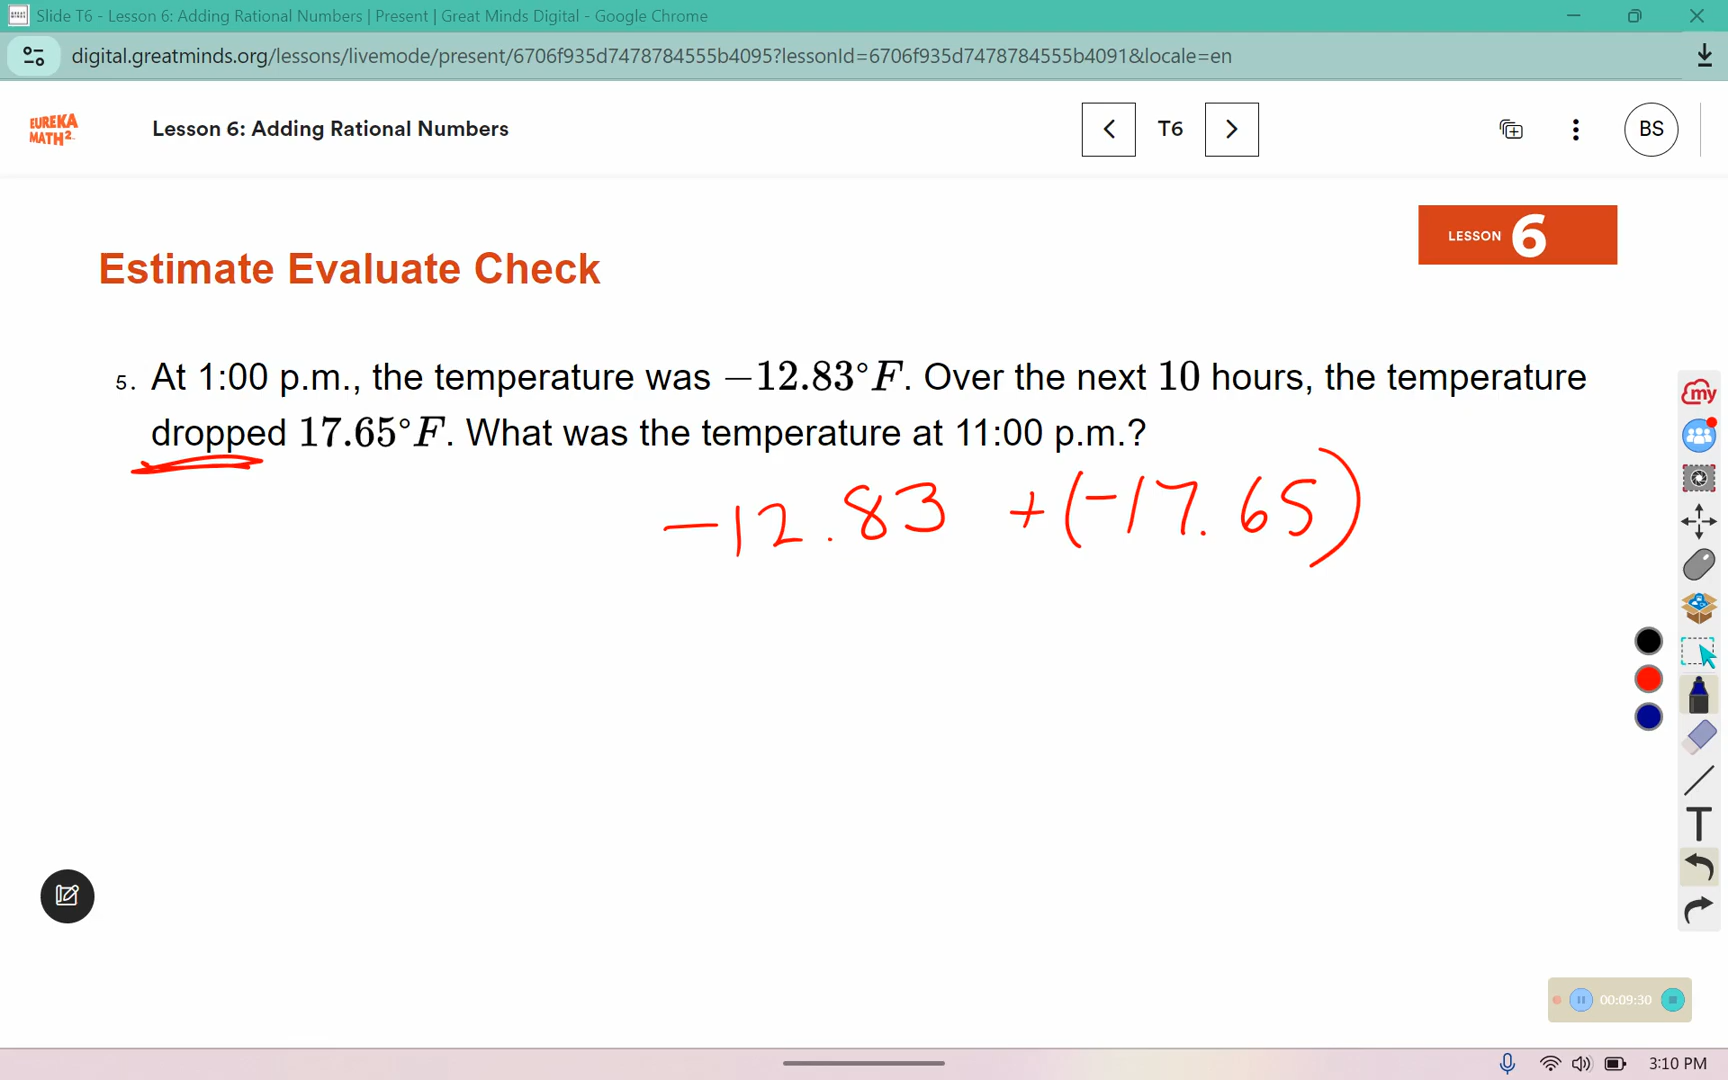 Slide T6 - Lesson 6: Adding Rational Numbers | Present | Great Minds Digital - Google Chrome
digital.greatminds.org/lessons/livemode/present/6706f935d7478784555b4095?lessonId=6706f935d7478784555b4091&locale=en
EUREKA MATH²
Lesson 6: Adding Rational Numbers
T6
BS
LESSON 6
Estimate Evaluate Check
5. At 1:00 p.m., the temperature was −12.83°F. Over the next 10 hours, the temperature
dropped 17.65°F. What was the temperature at 11:00 p.m.?
-12.83 +(-17.65)
my
T
00:09:30
3:10 PM